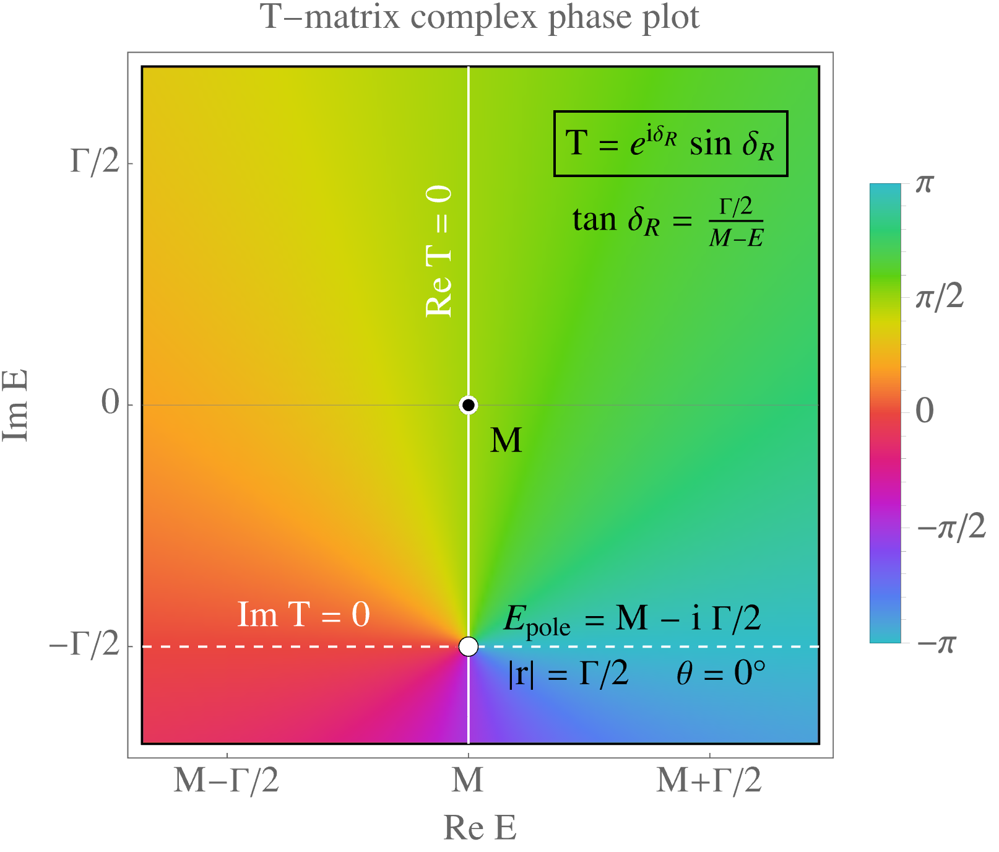 T−matrix complex phase plot
T = e^{iδ_R} sin δ_R
tan δ_R = \frac{Γ/2}{M−E}
Re T = 0
M
Im T = 0
E_pole = M − i Γ/2
|r| = Γ/2 θ = 0°
Im E
Γ/2
0
−Γ/2
M−Γ/2 M M+Γ/2
Re E
π
π/2
0
−π/2
−π